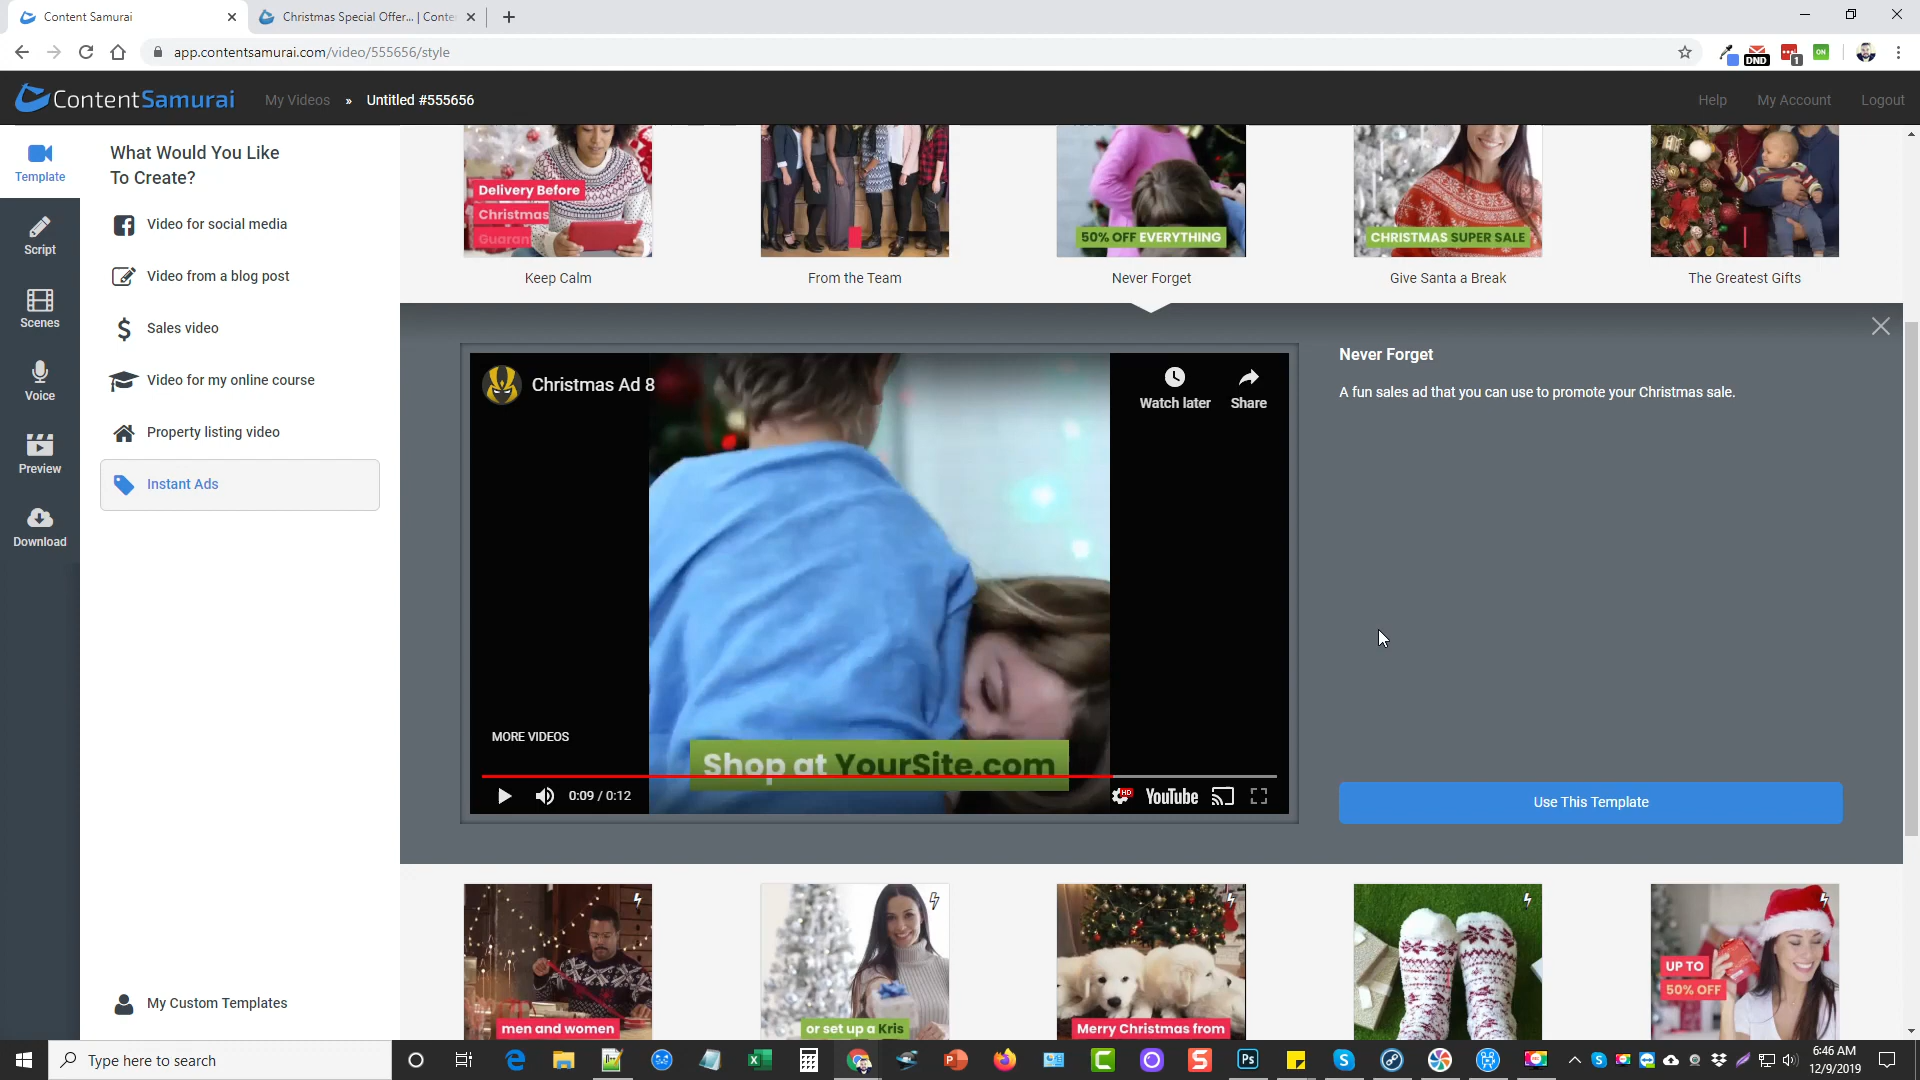 Content Samurai
Christmas Special Offer... | Conte
app.contentsamurai.com/video/555656/style
DND
1
ON
ContentSamurai
My Videos » Untitled #555656
Help
My Account
Logout
Template
Script
Scenes
Voice
Preview
Download
What Would You Like
To Create?
Video for social media
Video from a blog post
Sales video
Video for my online course
Property listing video
Instant Ads
My Custom Templates
Delivery Before
Christmas
Guaran
50% OFF EVERYTHING
CHRISTMAS SUPER SALE
Keep Calm
From the Team
Never Forget
Give Santa a Break
The Greatest Gifts
Christmas Ad 8
Watch later
Share
MORE VIDEOS
Shop at YourSite.com
0:09 / 0:12
HD
YouTube
Never Forget
A fun sales ad that you can use to promote your Christmas sale.
Use This Template
men and women
or set up a Kris
Merry Christmas from
UP TO
50% OFF
Type here to search
6:46 AM
12/9/2019